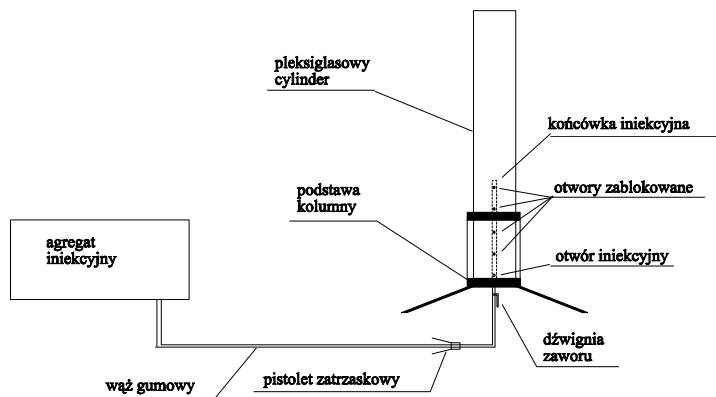 pleksiglasowy
cylinder
końcówka iniekcyjna
podstawa
kolumny
otwory zablokowane
agregat
iniekcyjny
otwór iniekcyjny
dźwignia
zaworu
wąż gumowy
pistolet zatrzaskowy